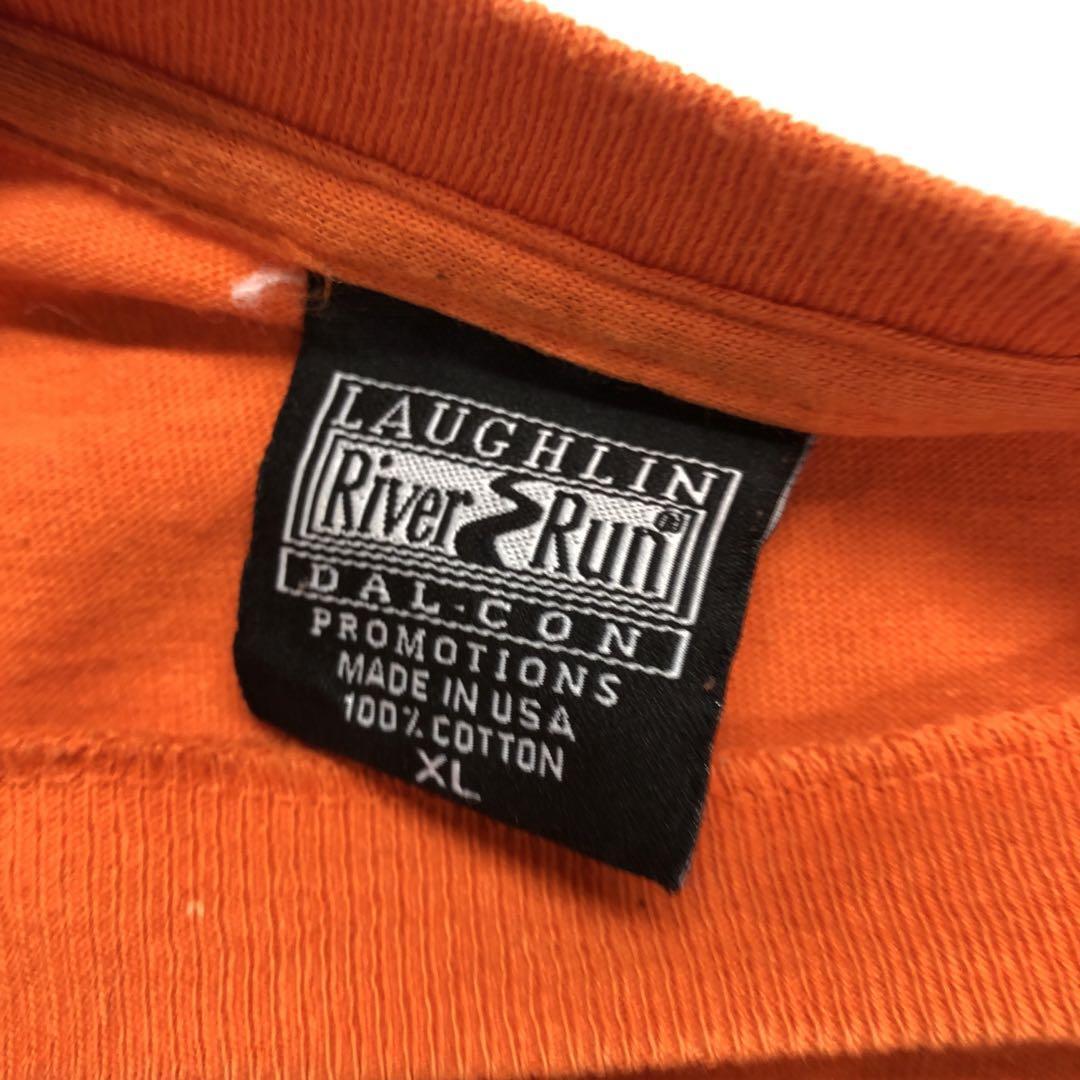 LAUGHLIN
River Run®
DAL-CON
PROMOTIONS
MADE IN USA
100% COTTON
XL